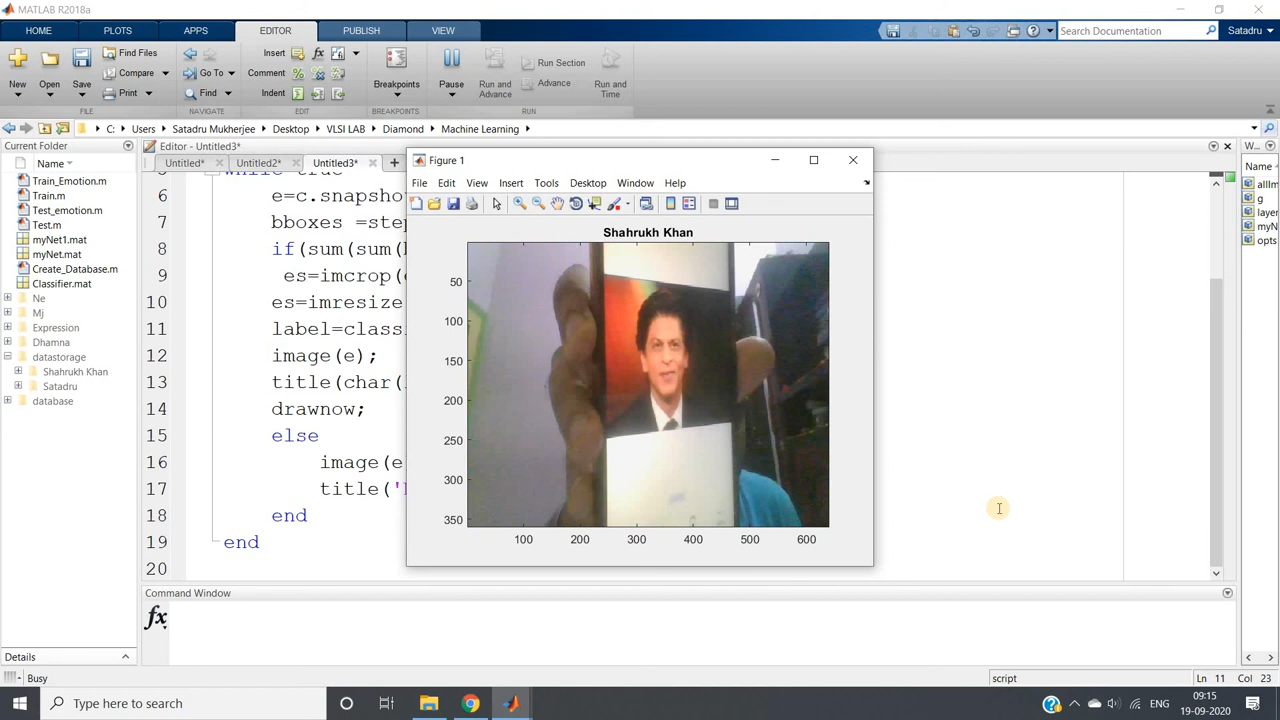 MATLAB R2018a
HOME PLOTS APPS EDITOR PUBLISH VIEW Search Documentation Satadru
New Open Save Find Files Compare Print Go To Find Insert fx Comment Indent Breakpoints Pause Run and Advance Run Section Advance Run and Time
FILE NAVIGATE EDIT BREAKPOINTS RUN
C: Users Satadru Mukherjee Desktop VLSI LAB Diamond Machine Learning
Current Folder
Name
Train_Emotion.m
Train.m
Test_emotion.m
Test.m
myNet1.mat
myNet.mat
Create_Database.m
Classifier.mat
Ne
Mj
Expression
Dhamna
datastorage
Shahrukh Khan
Satadru
database
Details
Busy
Editor - Untitled3*
Untitled* Untitled2* Untitled3*
6 e=c.snapsho
7 bboxes =step
8 if(sum(sum(
9 es=imcrop(
10 es=imresize
11 label=classi
12 image(e);
13 title(char(
14 drawnow;
15 else
16 image(e
17 title('
18 end
19 end
20
Figure 1
File Edit View Insert Tools Desktop Window Help
Shahrukh Khan
50
100
150
200
250
300
350
100 200 300 400 500 600
W...
Name
allIm
g
layer
myN
opts
Command Window
fx
script Ln 11 Col 23
Type here to search
ENG
09:15
19-09-2020